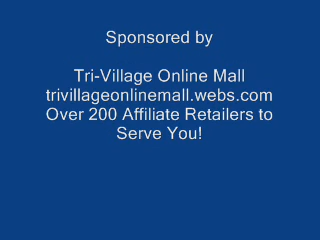 Sponsored by
Tri-Village Online Mall
trivillageonlinemall.webs.com
Over 200 Affiliate Retailers to
Serve You!